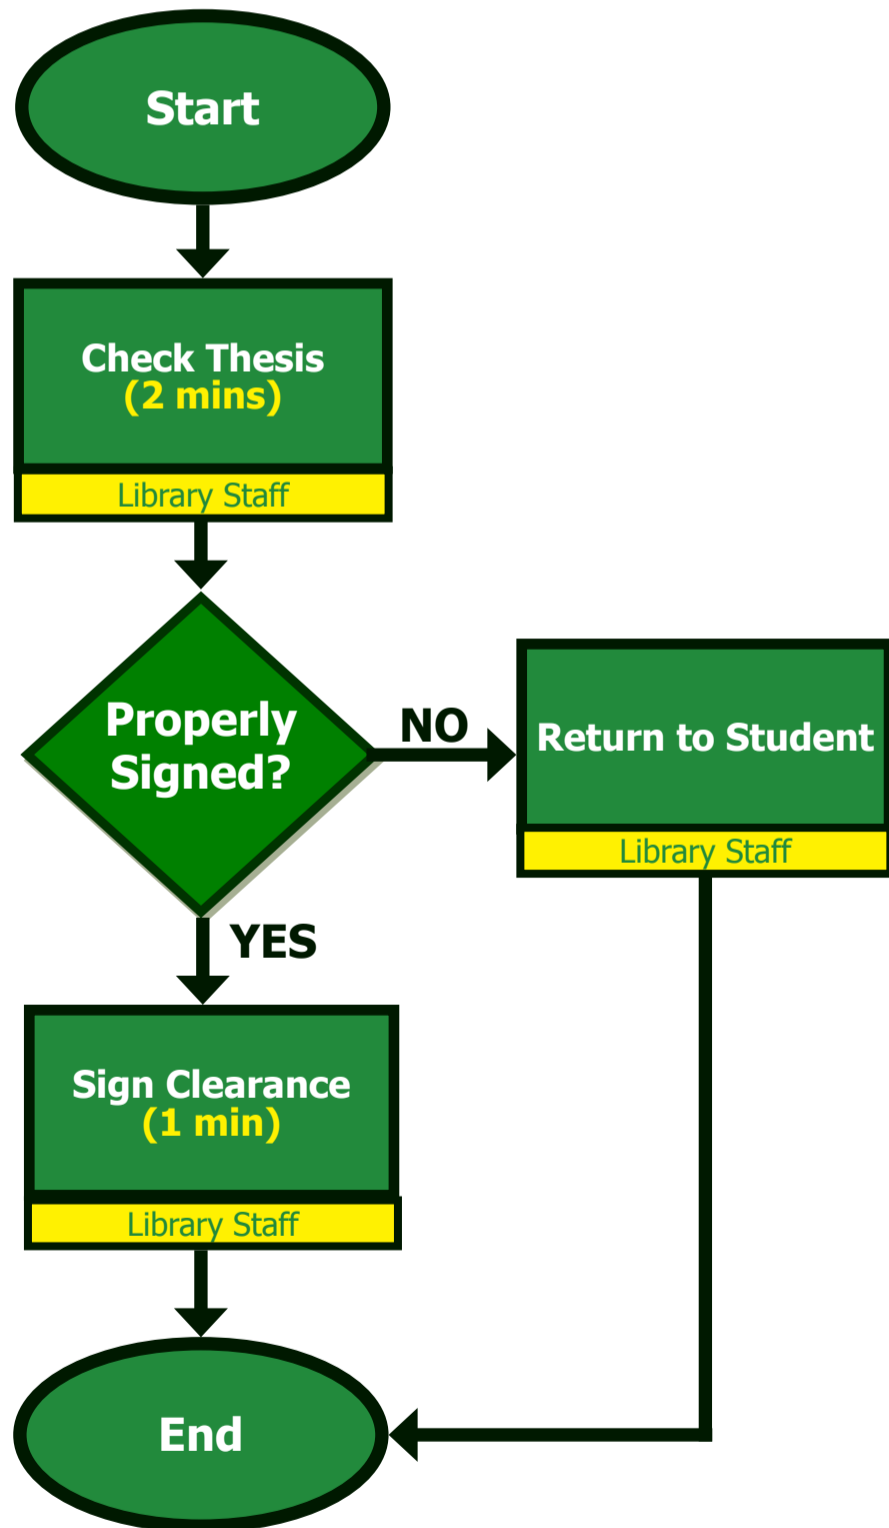 Start
Check Thesis
(2 mins)
Library Staff
Properly
Signed?
NO
Return to Student
Library Staff
YES
Sign Clearance
(1 min)
Library Staff
End